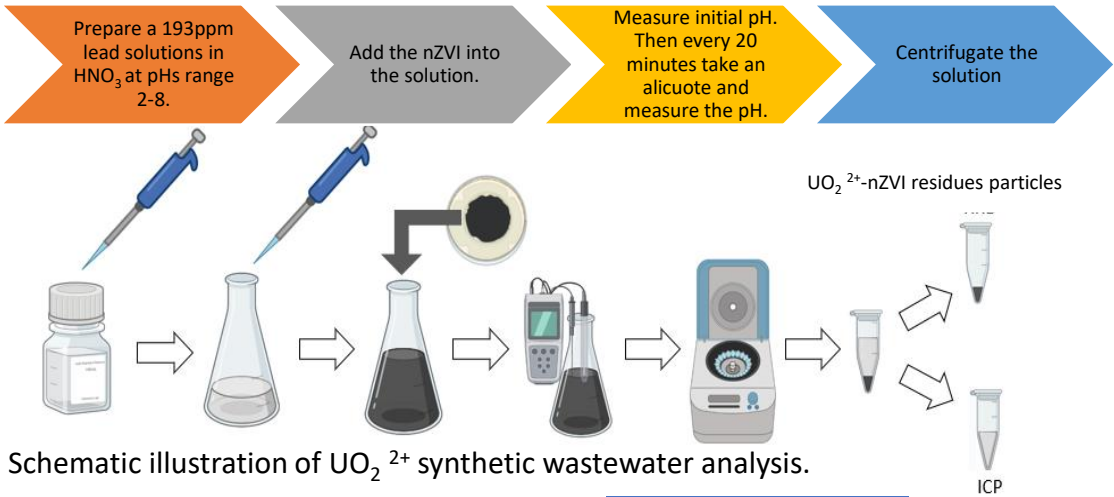 Prepare a 193ppm
lead solutions in
HNO₃ at pHs range
2-8.
Add the nZVI into
the solution.
Measure initial pH.
Then every 20
minutes take an
alicuote and
measure the pH.
Centrifugate the
solution
UO₂ ²⁺-nZVI residues particles
Schematic illustration of UO₂ ²⁺ synthetic wastewater analysis.
ICP